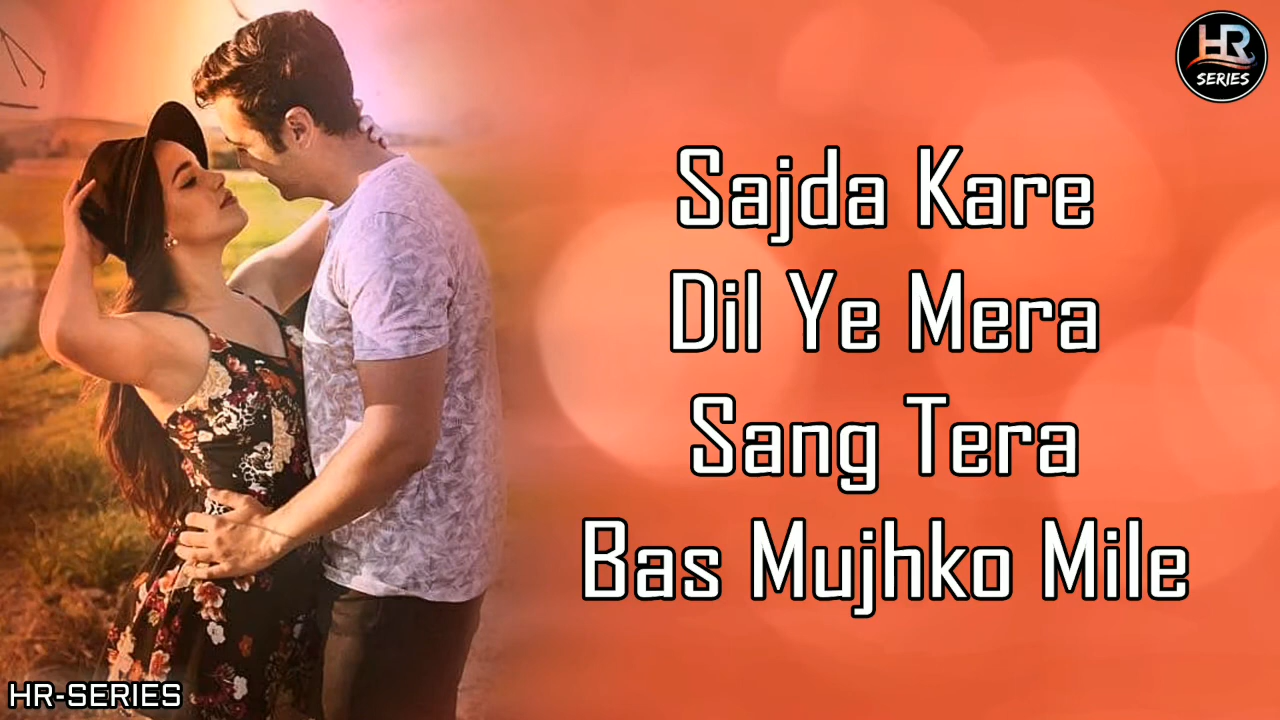 HR
SERIES
Sajda Kare
Dil Ye Mera
Sang Tera
Bas Mujhko Mile
HR-SERIES